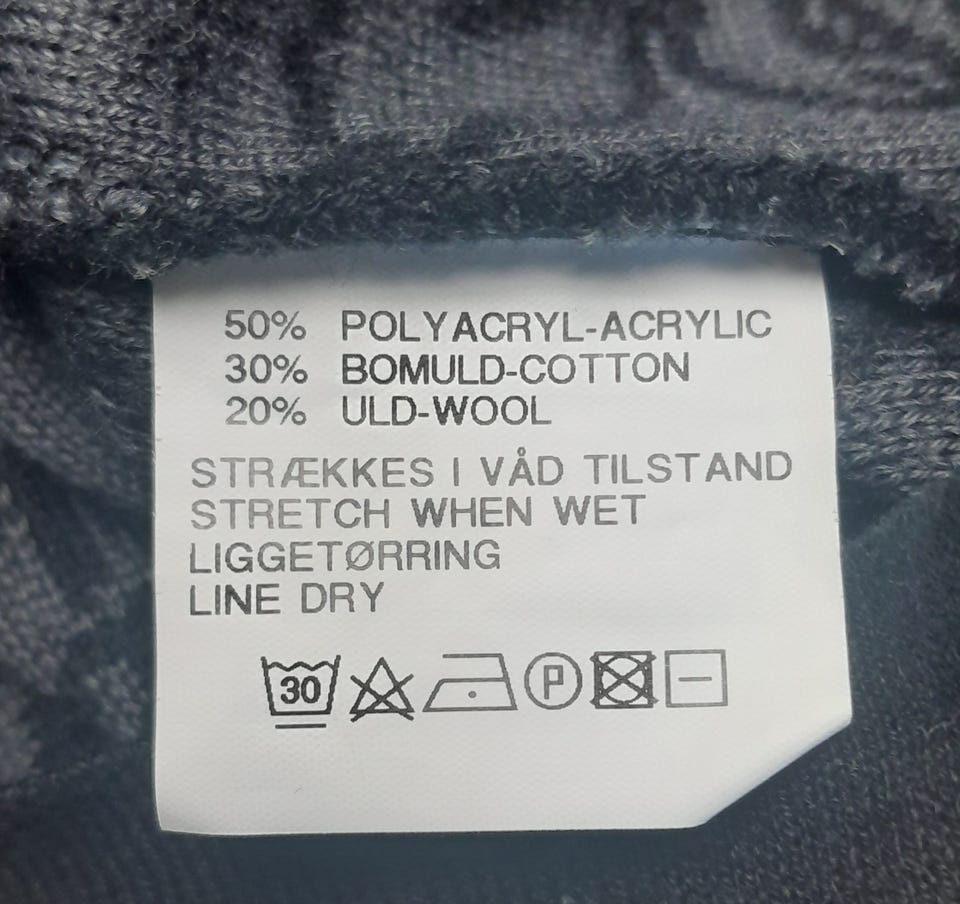 50% POLYACRYL-ACRYLIC
30% BOMULD-COTTON
20% ULD-WOOL
STRÆKKES I VÅD TILSTAND
STRETCH WHEN WET
LIGGETØRRING
LINE DRY
30 P